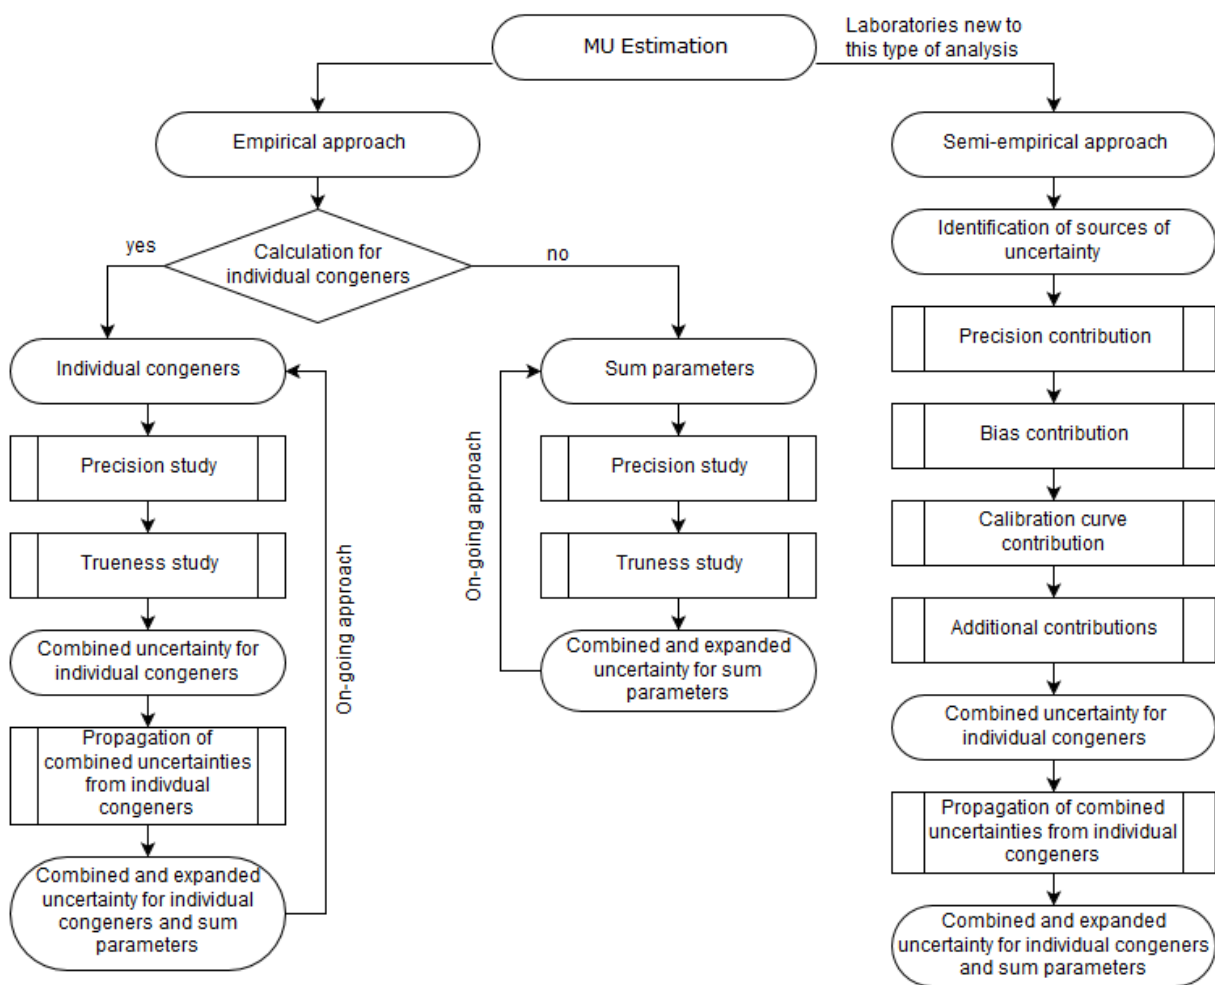 MU Estimation
Laboratories new to
this type of analysis
Empirical approach
Calculation for
individual congeners
yes
no
Individual congeners
Precision study
Trueness study
Combined uncertainty for
individual congeners
Propagation of
combined uncertainties
from indivdual
congeners
Combined and expanded
uncertainty for individual
congeners and sum
parameters
On-going approach
Sum parameters
Precision study
Truness study
Combined and expanded
uncertainty for sum
parameters
On-going approach
Semi-empirical approach
Identification of sources of
uncertainty
Precision contribution
Bias contribution
Calibration curve
contribution
Additional contributions
Combined uncertainty for
individual congeners
Propagation of combined
uncertainties from individual
congeners
Combined and expanded
uncertainty for individual congeners
and sum parameters